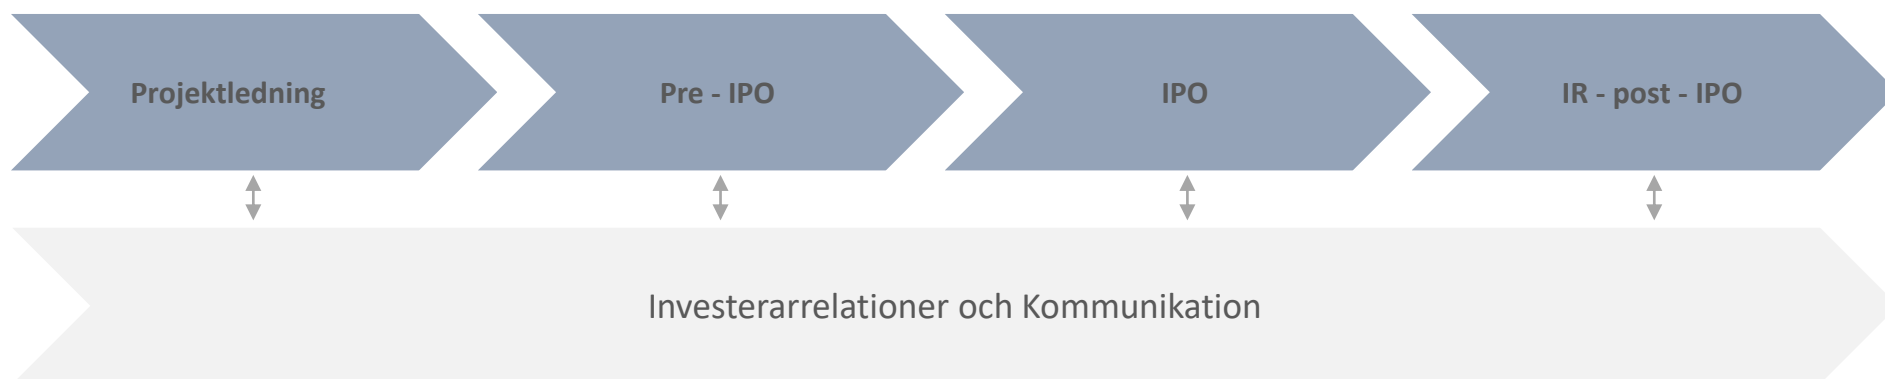 Projektledning
Pre - IPO
IPO
IR - post - IPO
Investerarrelationer och Kommunikation